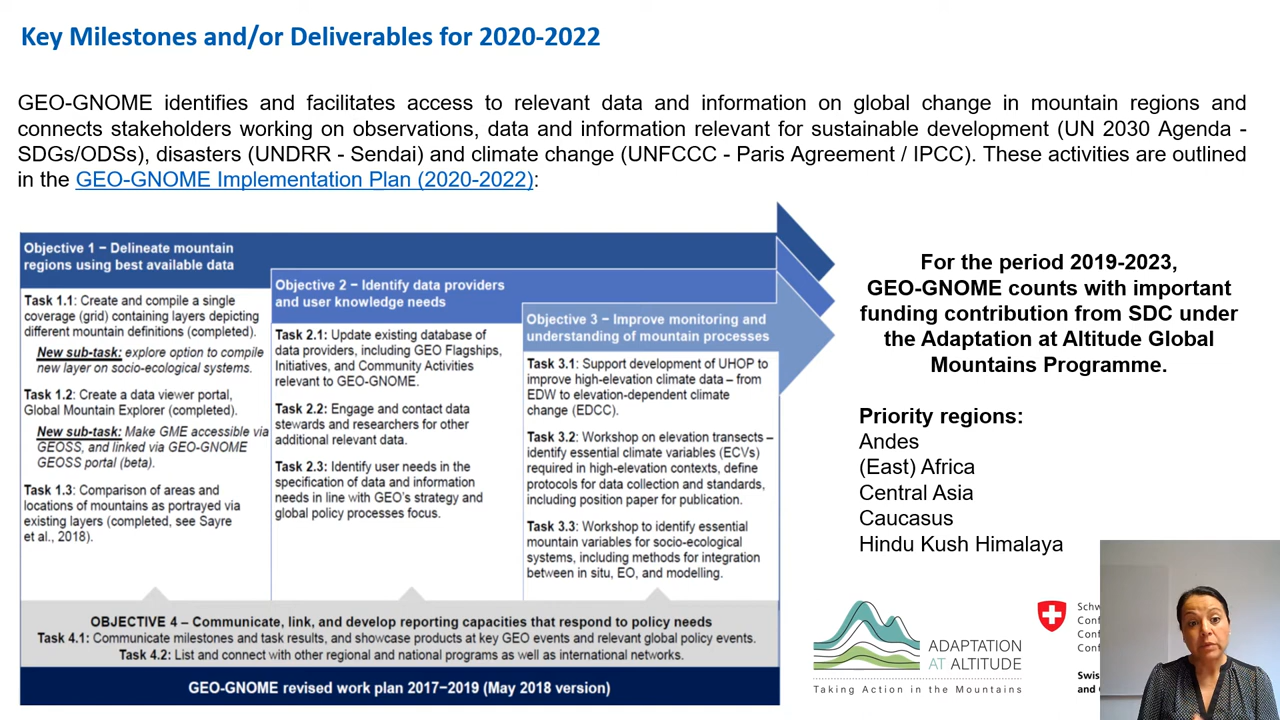 Key Milestones and/or Deliverables for 2020-2022
GEO-GNOME identifies and facilitates access to relevant data and information on global change in mountain regions and
connects stakeholders working on observations, data and information relevant for sustainable development (UN 2030 Agenda -
SDGs/ODSs), disasters (UNDRR - Sendai) and climate change (UNFCCC - Paris Agreement / IPCC). These activities are outlined
in the GEO-GNOME Implementation Plan (2020-2022):
Objective 1 – Delineate mountain
regions using best available data
Task 1.1: Create and compile a single
coverage (grid) containing layers depicting
different mountain definitions (completed).
New sub-task: explore option to compile
new layer on socio-ecological systems.
Task 1.2: Create a data viewer portal,
Global Mountain Explorer (completed).
New sub-task: Make GME accessible via
GEOSS, and linked via GEO-GNOME
GEOSS portal (beta).
Task 1.3: Comparison of areas and
locations of mountains as portrayed via
existing layers (completed, see Sayre
et al., 2018).
Objective 2 – Identify data providers
and user knowledge needs
Task 2.1: Update existing database of
data providers, including GEO Flagships,
Initiatives, and Community Activities
relevant to GEO-GNOME.
Task 2.2: Engage and contact data
stewards and researchers for other
additional relevant data.
Task 2.3: Identify user needs in the
specification of data and information
needs in line with GEO's strategy and
global policy processes focus.
Objective 3 – Improve monitoring and
understanding of mountain processes
Task 3.1: Support development of UHOP to
improve high-elevation climate data – from
EDW to elevation-dependent climate
change (EDCC).
Task 3.2: Workshop on elevation transects –
identify essential climate variables (ECVs)
required in high-elevation contexts, define
protocols for data collection and standards,
including position paper for publication.
Task 3.3: Workshop to identify essential
mountain variables for socio-ecological
systems, including methods for integration
between in situ, EO, and modelling.
OBJECTIVE 4 – Communicate, link, and develop reporting capacities that respond to policy needs
Task 4.1: Communicate milestones and task results, and showcase products at key GEO events and relevant global policy events.
Task 4.2: List and connect with other regional and national programs as well as international networks.
GEO-GNOME revised work plan 2017–2019 (May 2018 version)
For the period 2019-2023,
GEO-GNOME counts with important
funding contribution from SDC under
the Adaptation at Altitude Global
Mountains Programme.
Priority regions:
Andes
(East) Africa
Central Asia
Caucasus
Hindu Kush Himalaya
ADAPTATION
AT ALTITUDE
Taking Action in the Mountains
Schw
Conf
Conf
Conf
Swis
and